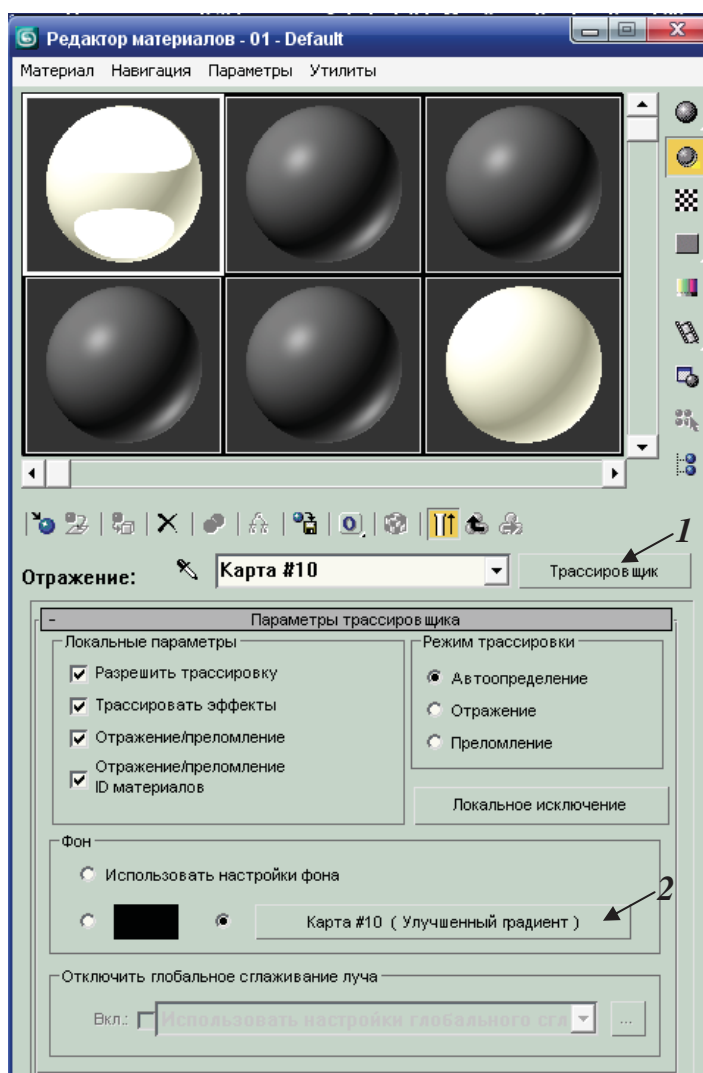 Редактор материалов - 01 - Default
Материал Навигация Параметры Утилиты
1
Отражение: Карта #10 Трассировщик
Параметры трассировщика
Локальные параметры Режим трассировки
Разрешить трассировку Автоопределение
Трассировать эффекты Отражение
Отражение/преломление Преломление
Отражение/преломление
ID материалов
Локальное исключение
Фон
Использовать настройки фона
2
Карта #10 ( Улучшенный градиент )
Отключить глобальное сглаживание луча
Вкл.: Использовать настройки глобального сгл ...